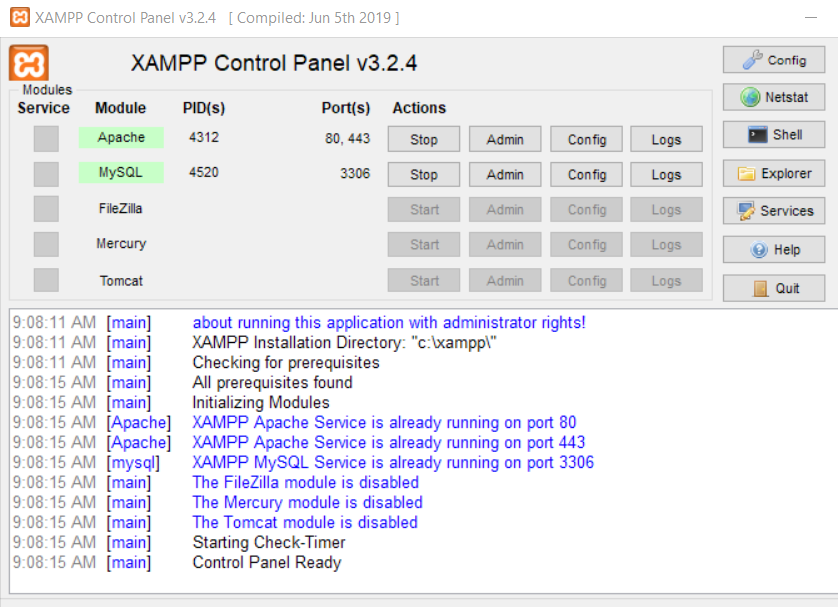 XAMPP Control Panel v3.2.4 [ Compiled: Jun 5th 2019 ]
XAMPP Control Panel v3.2.4
Config
Modules
Service Module PID(s) Port(s) Actions
Netstat
Apache 4312 80, 443 Stop Admin Config Logs
Shell
MySQL 4520 3306 Stop Admin Config Logs
Explorer
FileZilla Start Admin Config Logs
Services
Mercury Start Admin Config Logs
Help
Tomcat Start Admin Config Logs
Quit
9:08:11 AM [main] about running this application with administrator rights!
9:08:11 AM [main] XAMPP Installation Directory: "c:\xampp\"
9:08:11 AM [main] Checking for prerequisites
9:08:15 AM [main] All prerequisites found
9:08:15 AM [main] Initializing Modules
9:08:15 AM [Apache] XAMPP Apache Service is already running on port 80
9:08:15 AM [Apache] XAMPP Apache Service is already running on port 443
9:08:15 AM [mysql] XAMPP MySQL Service is already running on port 3306
9:08:15 AM [main] The FileZilla module is disabled
9:08:15 AM [main] The Mercury module is disabled
9:08:15 AM [main] The Tomcat module is disabled
9:08:15 AM [main] Starting Check-Timer
9:08:15 AM [main] Control Panel Ready